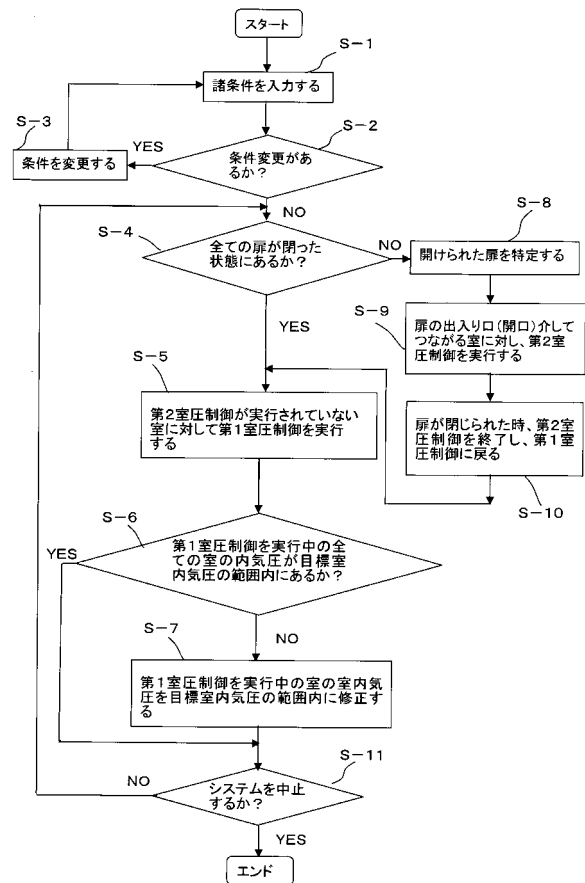 スタート
S-1
諸条件を入力する
S-3
条件を変更する
YES
S-2
条件変更があ
るか?
NO
S-4
全ての扉が閉った
状態にあるか?
NO
S-8
開けられた扉を特定する
YES
S-9
扉の出入り口(開口)介して
つながる室に対し、第2室
圧制御を実行する
S-5
第2室圧制御が実行されていない
室に対して第1室圧制御を実行
する
扉が閉じられた時、第2室
圧制御を終了し、第1室
圧制御に戻る
S-10
S-6
YES
第1室圧制御を実行中の全
ての室の内気圧が目標室
内気圧の範囲内にあるか?
NO
S-7
第1室圧制御を実行中の室の室内気
圧を目標室内気圧の範囲内に修正す
る
S-11
NO
システムを中止
するか?
YES
エンド